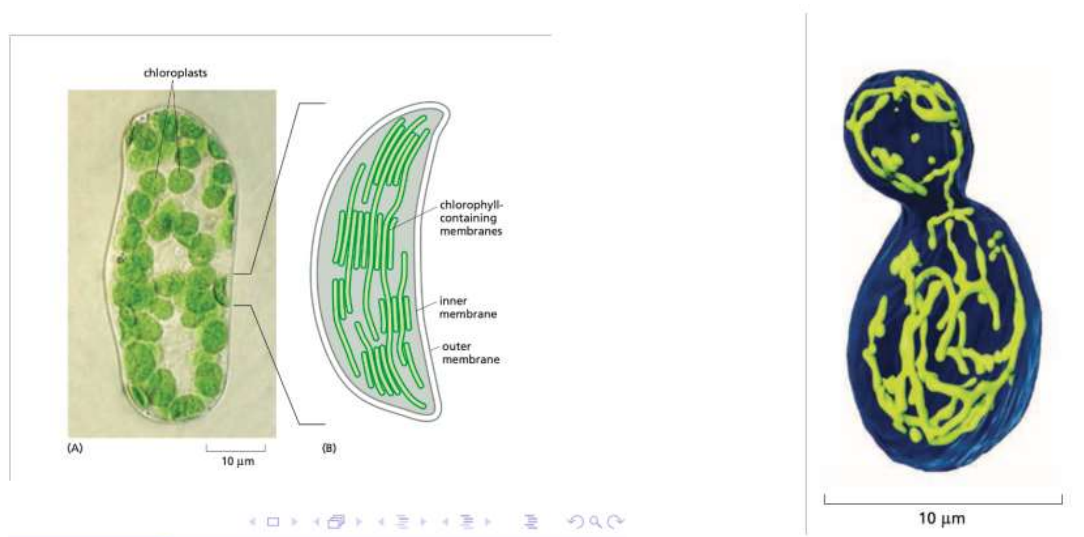 chloroplasts
chlorophyll-
containing
membranes
inner
membrane
outer
membrane
(A)
10 µm
(B)
10 µm